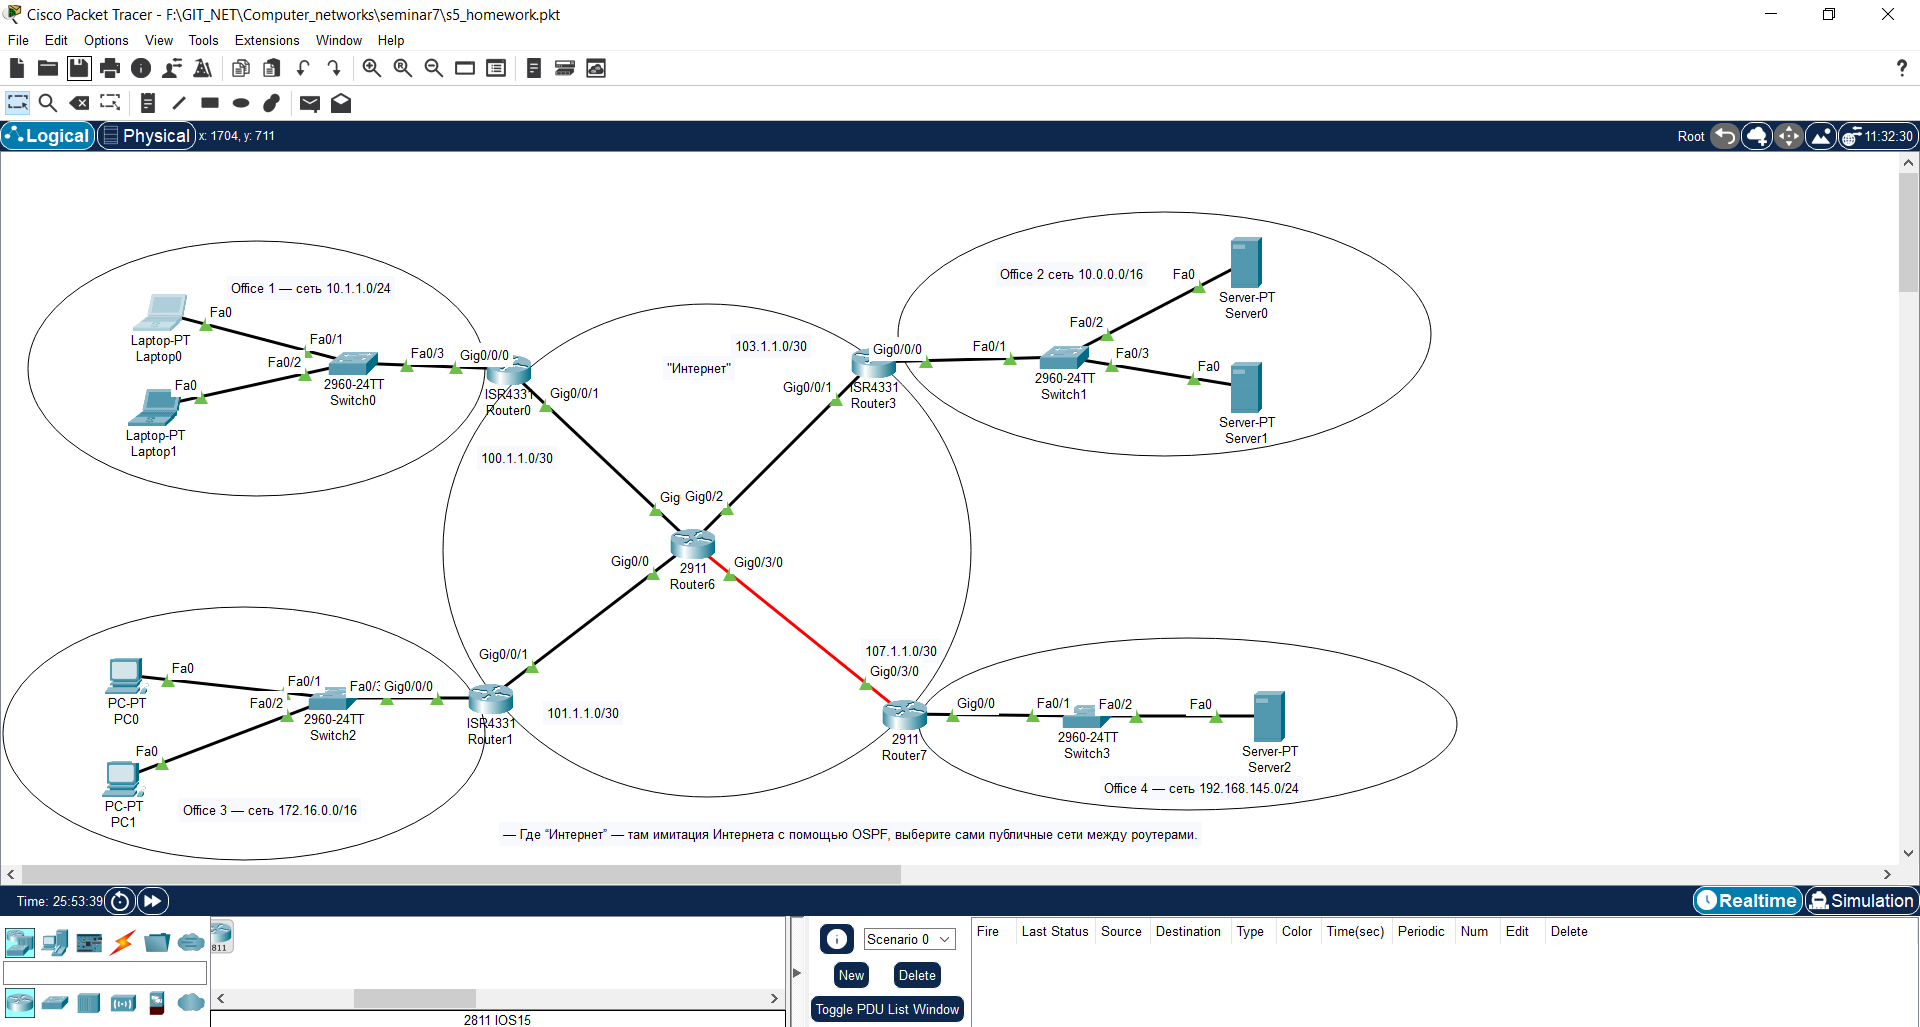 Cisco Packet Tracer - F:\GIT_NET\Computer_networks\seminar7\s5_homework.pkt
File Edit Options View Tools Extensions Window Help
?
Logical Physical x: 1704, y: 711 Root 11:32:30
Office 1 — сеть 10.1.1.0/24
Fa0
Laptop-PT
Laptop0
Fa0/1
Fa0/2
Fa0/3
Gig0/0/0
Fa0
2960-24TT
Switch0
Laptop-PT
Laptop1
ISR4331
Router0
Gig0/0/1
100.1.1.0/30
"Интернет"
103.1.1.0/30
Gig0/0/0
Gig0/0/1
ISR4331
Router3
Office 2 сеть 10.0.0.0/16
Fa0
Server-PT
Server0
Fa0/2
Fa0/1
Fa0/3
Fa0
2960-24TT
Switch1
Server-PT
Server1
Gig
Gig0/2
Gig0/0
Gig0/3/0
2911
Router6
Gig0/0/1
Fa0
PC-PT
PC0
Fa0/1
Fa0/2
Fa0/3
Gig0/0/0
2960-24TT
Switch2
ISR4331
Router1
101.1.1.0/30
Fa0
PC-PT
PC1
Office 3 — сеть 172.16.0.0/16
107.1.1.0/30
Gig0/3/0
Gig0/0
2911
Router7
Fa0/1
Fa0/2
Fa0
2960-24TT
Switch3
Server-PT
Server2
Office 4 — сеть 192.168.145.0/24
— Где “Интернет” — там имитация Интернета с помощью OSPF, выберите сами публичные сети между роутерами.
Time: 25:53:39 Realtime Simulation
811
2811 IOS15
Scenario 0
New Delete
Toggle PDU List Window
Fire Last Status Source Destination Type Color Time(sec) Periodic Num Edit Delete